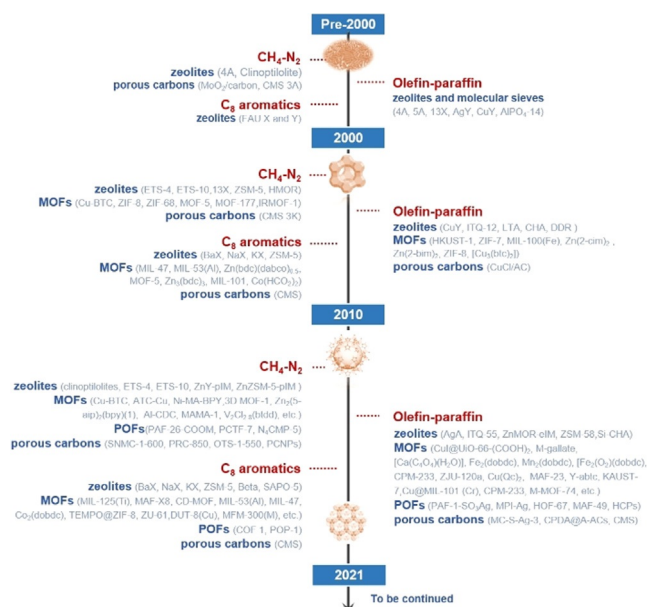 Pre-2000
CH₄-N₂
zeolites (4A, Clinoptilolite)
porous carbons (MoO₂/carbon, CMS 3A)
Olefin-paraffin
zeolites and molecular sieves
(4A, 5A, 13X, AgY, CuY, AlPO₄-14)
C₈ aromatics
zeolites (FAU X and Y)
2000
CH₄-N₂
zeolites (ETS-4, ETS-10,13X, ZSM-5, HMOR)
MOFs (Cu-BTC, ZIF-8, ZIF 68, MOF-5, MOF-177,IRMOF-1)
porous carbons (CMS 3K)
Olefin-paraffin
zeolites (CuY, ITQ-12, LTA, CHA, DDR )
MOFs (HKUST-1, ZIF-7, MIL-100(Fe), Zn(2-cim)₂ ,
Zn(2-bim)₂, ZIF-8, [Cu₃(btc)₂])
porous carbons (CuCl/AC)
C₈ aromatics
zeolites (BaX, NaX, KX, ZSM-5)
MOFs (MIL-47, MIL-53(Al), Zn(bdc)(dabco)₀.₅,
MOF-5, Zn₃(bdc)₃, MIL-101, Co(HCO₂)₂)
porous carbons (CMS)
2010
CH₄-N₂
zeolites (clinoptilolites, ETS-4, ETS-10, ZnY-pIM, ZnZSM-5-pIM )
MOFs (Cu-BTC, ATC-Cu, Ni-MA-BPY,3D MOF-1, Zn₂(5-
aip)₂(bpy)(1), Al-CDC, MAMA-1, V₂Cl₂.₈(btdd), etc.)
POFs(PAF 26-COOM, PCTF-7, N₄CMP-5)
porous carbons (SNMC-1-600, PRC-850, OTS-1-550, PCNPs)
Olefin-paraffin
zeolites (AgA, ITQ-55, ZnMOR-eIM, ZSM-58,Si-CHA)
MOFs (CuI@UiO-66-(COOH)₂, M-gallate,
[Ca(C₄O₄)(H₂O)], Fe₂(dobdc), Mn₂(dobdc), [Fe₂(O₂)(dobdc),
CPM-233, ZJU-120a, Cu(Qc)₂, MAF-23, Y-abtc, KAUST-
7,Cu@MIL-101 (Cr), CPM-233, M-MOF-74, etc.)
POFs (PAF-1-SO₃Ag, MPI-Ag, HOF-67, MAF-49, HCPs)
porous carbons (MC-S-Ag-3, CPDA@A-ACs, CMS)
C₈ aromatics
zeolites (BaX, NaX, KX, ZSM-5, Beta, SAPO-5)
MOFs (MIL-125(Ti), MAF-X8, CD-MOF, MIL-53(Al), MIL-47,
Co₂(dobdc), TEMPO@ZIF-8, ZU-61,DUT-8(Cu), MFM-300(M), etc.)
POFs (COF 1, POP-1)
porous carbons (CMS)
2021
To be continued